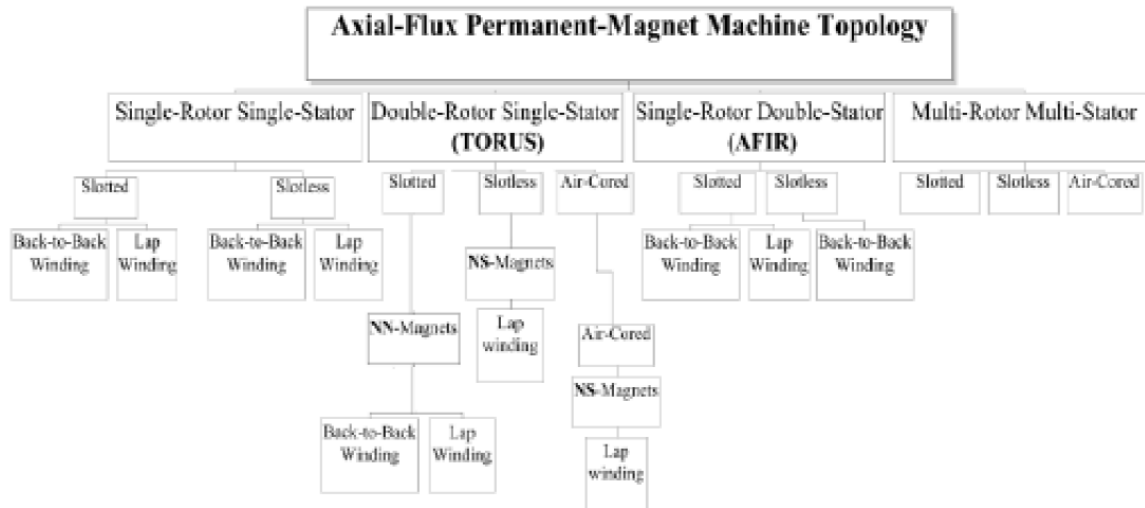 Axial-Flux Permanent-Magnet Machine Topology
Single-Rotor Single-Stator
Double-Rotor Single-Stator
(TORUS)
Single-Rotor Double-Stator
(AFIR)
Multi-Rotor Multi-Stator
Slotted
Slotless
Slotted
Slotless
Air-Cored
Slotted
Slotless
Slotted
Slotless
Air-Cored
Back-to-Back
Winding
Lap
Winding
Back-to-Back
Winding
Lap
Winding
NS-Magnets
Back-to-Back
Winding
Lap
Winding
Back-to-Back
Winding
NN-Magnets
Lap
winding
Air-Cored
NS-Magnets
Back-to-Back
Winding
Lap
Winding
Lap
winding